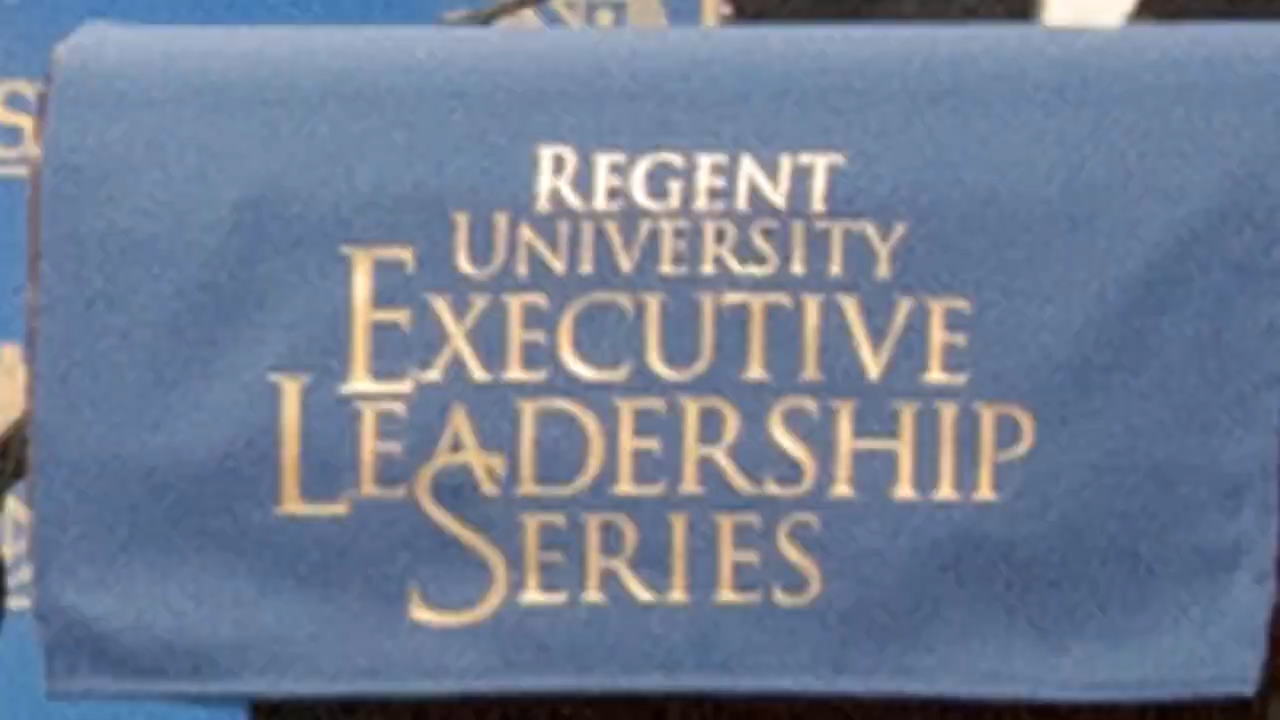 REGENT
UNIVERSITY
EXECUTIVE
LEADERSHIP
SERIES
S